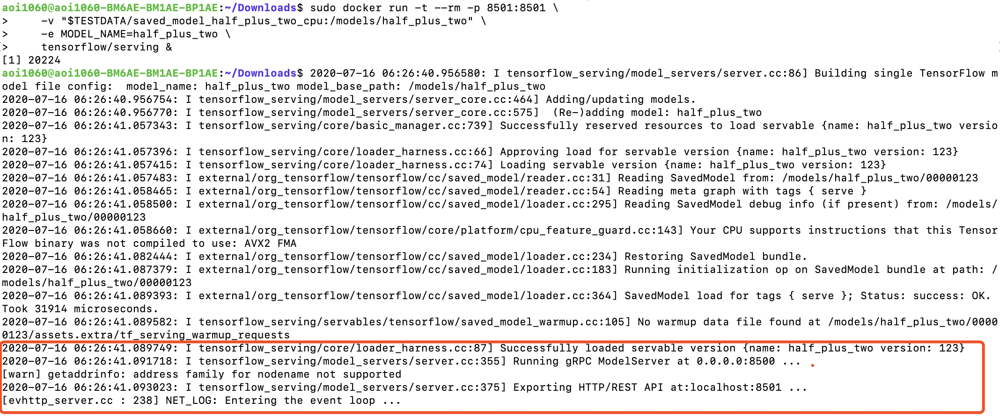 aoi1060@aoi1060-BM6AE-BM1AE-BP1AE:~/Downloads$ sudo docker run -t --rm -p 8501:8501 \
>     -v "$TESTDATA/saved_model_half_plus_two_cpu:/models/half_plus_two" \
>     -e MODEL_NAME=half_plus_two \
>     tensorflow/serving &
[1] 20224
aoi1060@aoi1060-BM6AE-BM1AE-BP1AE:~/Downloads$ 2020-07-16 06:26:40.956580: I tensorflow_serving/model_servers/server.cc:86] Building single TensorFlow m
odel file config:  model_name: half_plus_two model_base_path: /models/half_plus_two
2020-07-16 06:26:40.956754: I tensorflow_serving/model_servers/server_core.cc:464] Adding/updating models.
2020-07-16 06:26:40.956770: I tensorflow_serving/model_servers/server_core.cc:575]  (Re-)adding model: half_plus_two
2020-07-16 06:26:41.057343: I tensorflow_serving/core/basic_manager.cc:739] Successfully reserved resources to load servable {name: half_plus_two versio
n: 123}
2020-07-16 06:26:41.057396: I tensorflow_serving/core/loader_harness.cc:66] Approving load for servable version {name: half_plus_two version: 123}
2020-07-16 06:26:41.057415: I tensorflow_serving/core/loader_harness.cc:74] Loading servable version {name: half_plus_two version: 123}
2020-07-16 06:26:41.057483: I external/org_tensorflow/tensorflow/cc/saved_model/reader.cc:31] Reading SavedModel from: /models/half_plus_two/00000123
2020-07-16 06:26:41.058465: I external/org_tensorflow/tensorflow/cc/saved_model/reader.cc:54] Reading meta graph with tags { serve }
2020-07-16 06:26:41.058500: I external/org_tensorflow/tensorflow/cc/saved_model/loader.cc:295] Reading SavedModel debug info (if present) from: /models/
half_plus_two/00000123
2020-07-16 06:26:41.058660: I external/org_tensorflow/tensorflow/core/platform/cpu_feature_guard.cc:143] Your CPU supports instructions that this Tensor
Flow binary was not compiled to use: AVX2 FMA
2020-07-16 06:26:41.082444: I external/org_tensorflow/tensorflow/cc/saved_model/loader.cc:234] Restoring SavedModel bundle.
2020-07-16 06:26:41.087379: I external/org_tensorflow/tensorflow/cc/saved_model/loader.cc:183] Running initialization op on SavedModel bundle at path: /
models/half_plus_two/00000123
2020-07-16 06:26:41.089393: I external/org_tensorflow/tensorflow/cc/saved_model/loader.cc:364] SavedModel load for tags { serve }; Status: success: OK.
Took 31914 microseconds.
2020-07-16 06:26:41.089582: I tensorflow_serving/servables/tensorflow/saved_model_warmup.cc:105] No warmup data file found at /models/half_plus_two/0000
0123/assets.extra/tf_serving_warmup_requests
2020-07-16 06:26:41.089749: I tensorflow_serving/core/loader_harness.cc:87] Successfully loaded servable version {name: half_plus_two version: 123}
2020-07-16 06:26:41.091718: I tensorflow_serving/model_servers/server.cc:355] Running gRPC ModelServer at 0.0.0.0:8500 ...
[warn] getaddrinfo: address family for nodename not supported
2020-07-16 06:26:41.093023: I tensorflow_serving/model_servers/server.cc:375] Exporting HTTP/REST API at:localhost:8501 ...
[evhttp_server.cc : 238] NET_LOG: Entering the event loop ...